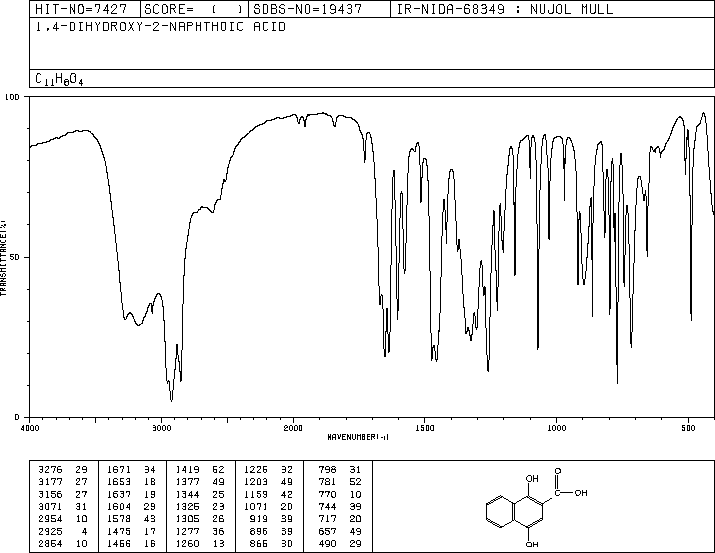 HIT-NO=7427 SCORE= ( ) SDBS-NO=19437 IR-NIDA-68349 : NUJOL MULL
1,4-DIHYDROXY-2-NAPHTHOIC ACID
C11H8O4
100
50
0
TRANSMITTANCE(%)
4000 3000 2000 1500 1000 500
WAVENUMBER(-1)
3276 29 1671 34 1419 52 1226 32 798 31
3177 27 1653 18 1377 49 1203 49 781 52
3156 27 1637 19 1344 25 1159 42 770 10
3071 31 1604 29 1325 23 1071 20 744 39
2954 10 1578 43 1305 26 919 39 717 20
2925 4 1475 17 1277 36 896 39 657 49
2854 10 1456 16 1260 13 866 30 490 29
OH O
OH
OH